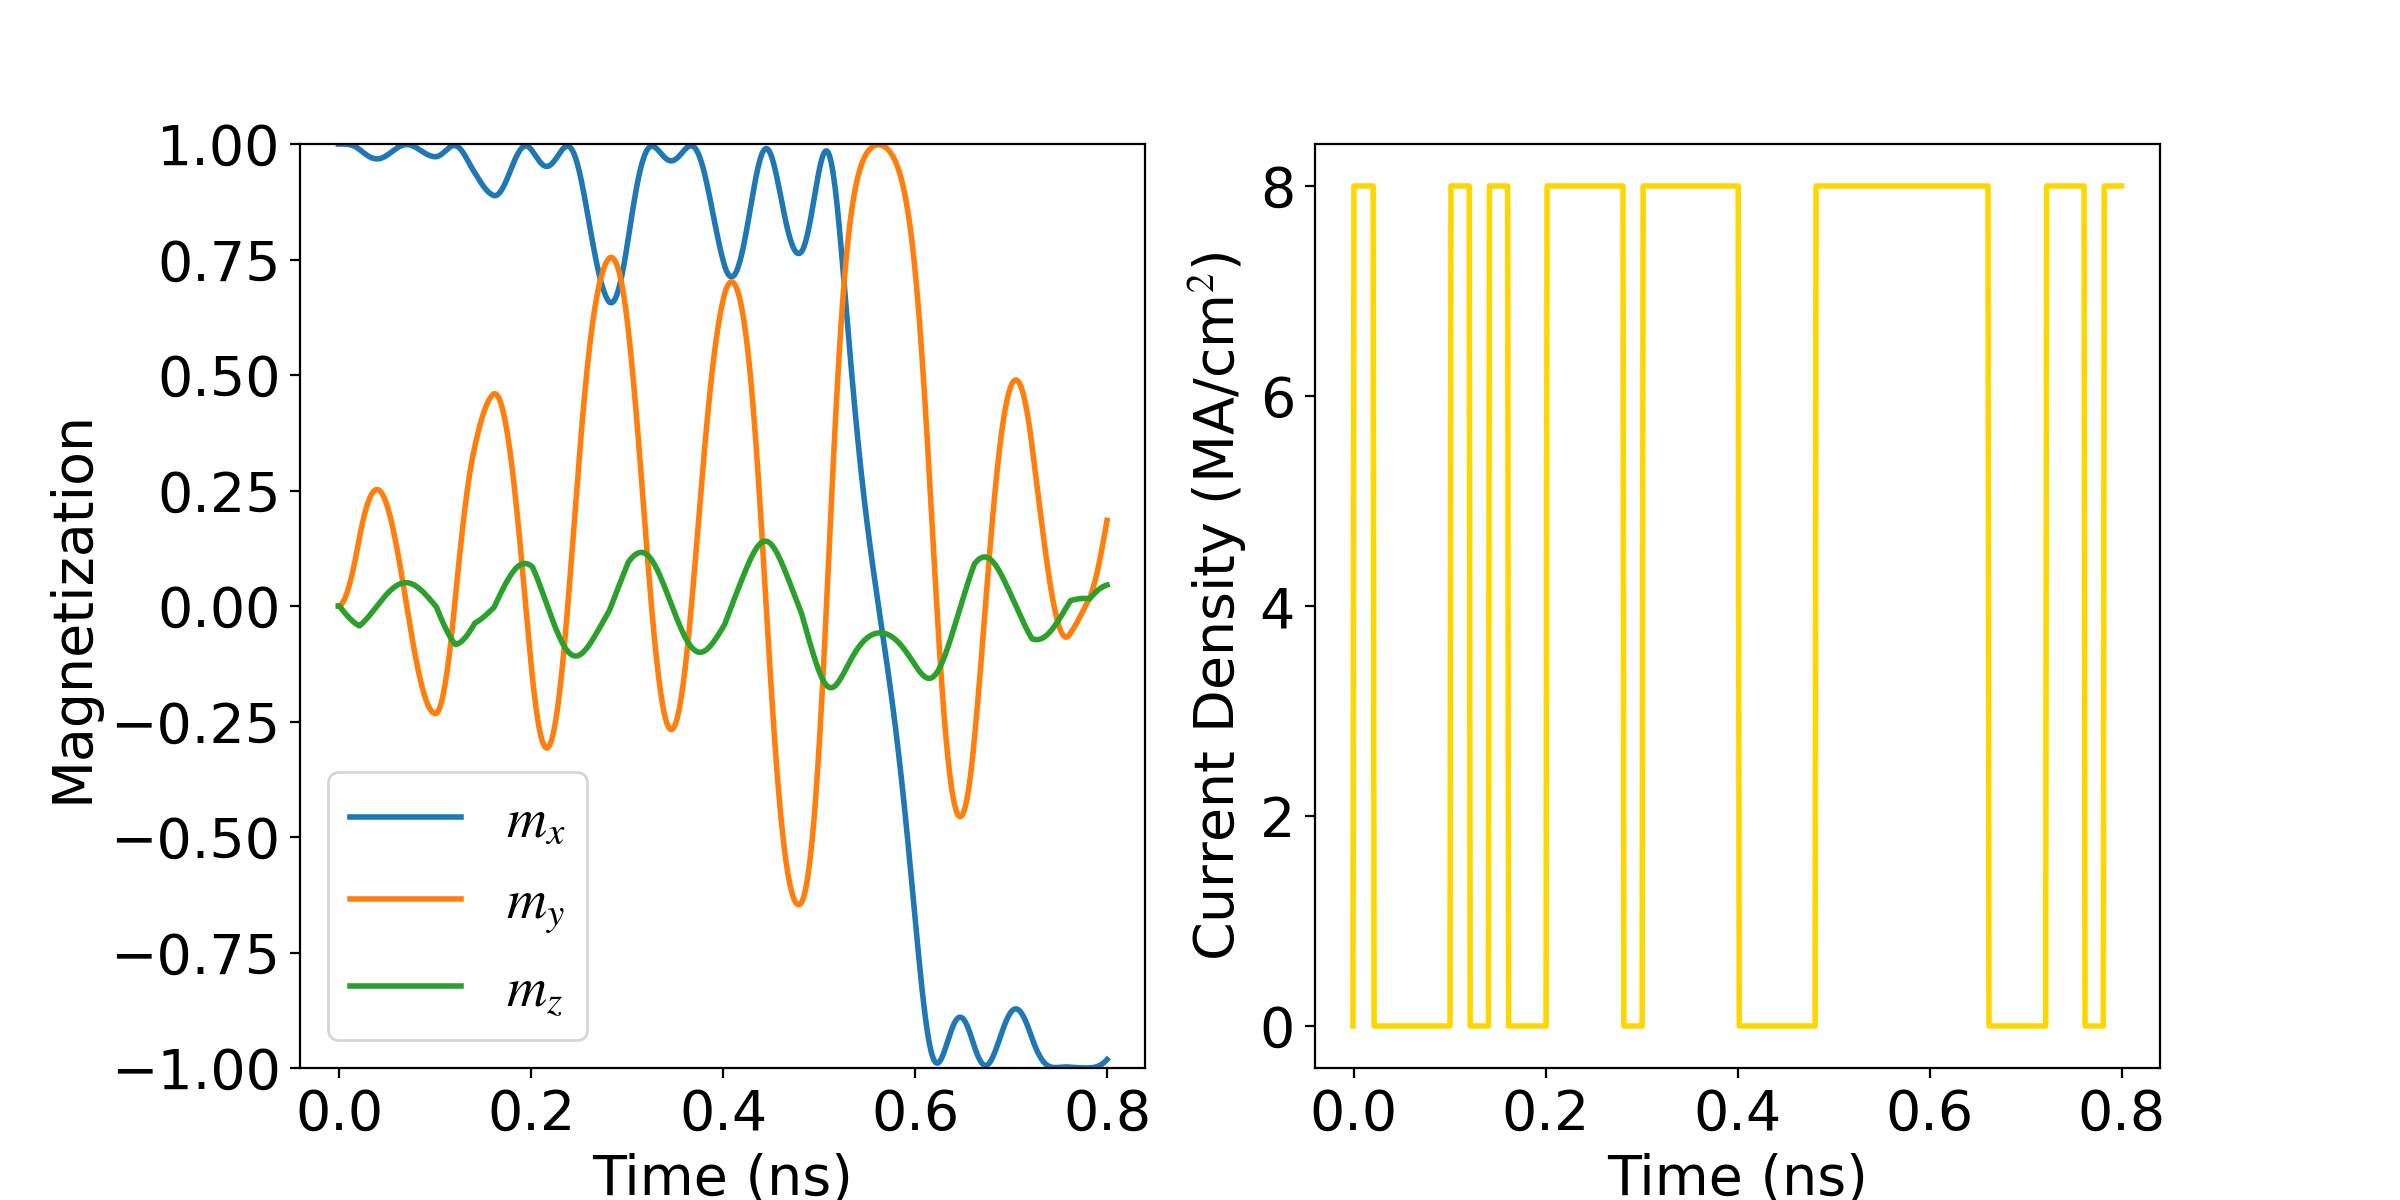 Magnetization
1.00
0.75
0.50
0.25
0.00
−0.25
−0.50
−0.75
−1.00
0.0 0.2 0.4 0.6 0.8
Time (ns)
m_x
m_y
m_z
Current Density (MA/cm²)
8
6
4
2
0
0.0 0.2 0.4 0.6 0.8
Time (ns)